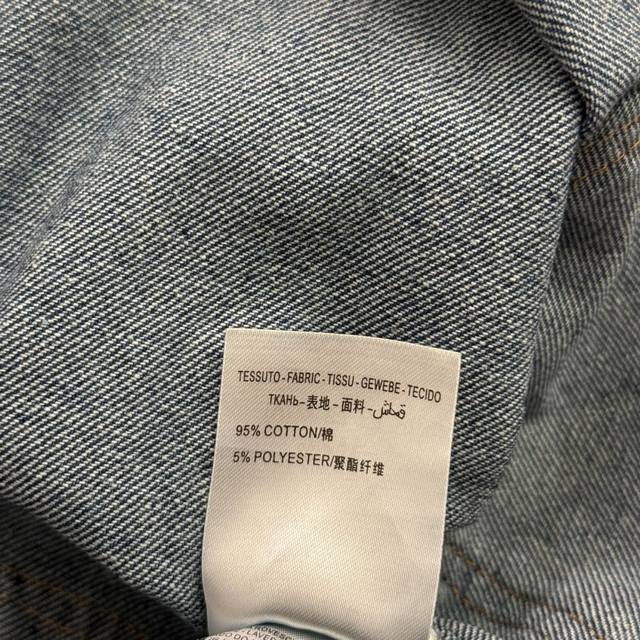 TESSUTO-FABRIC-TISSU-GEWEBE-TECIDO
ТКАНЬ-表地-面料-قماش
95% COTTON/棉
5% POLYESTER/聚酯纤维